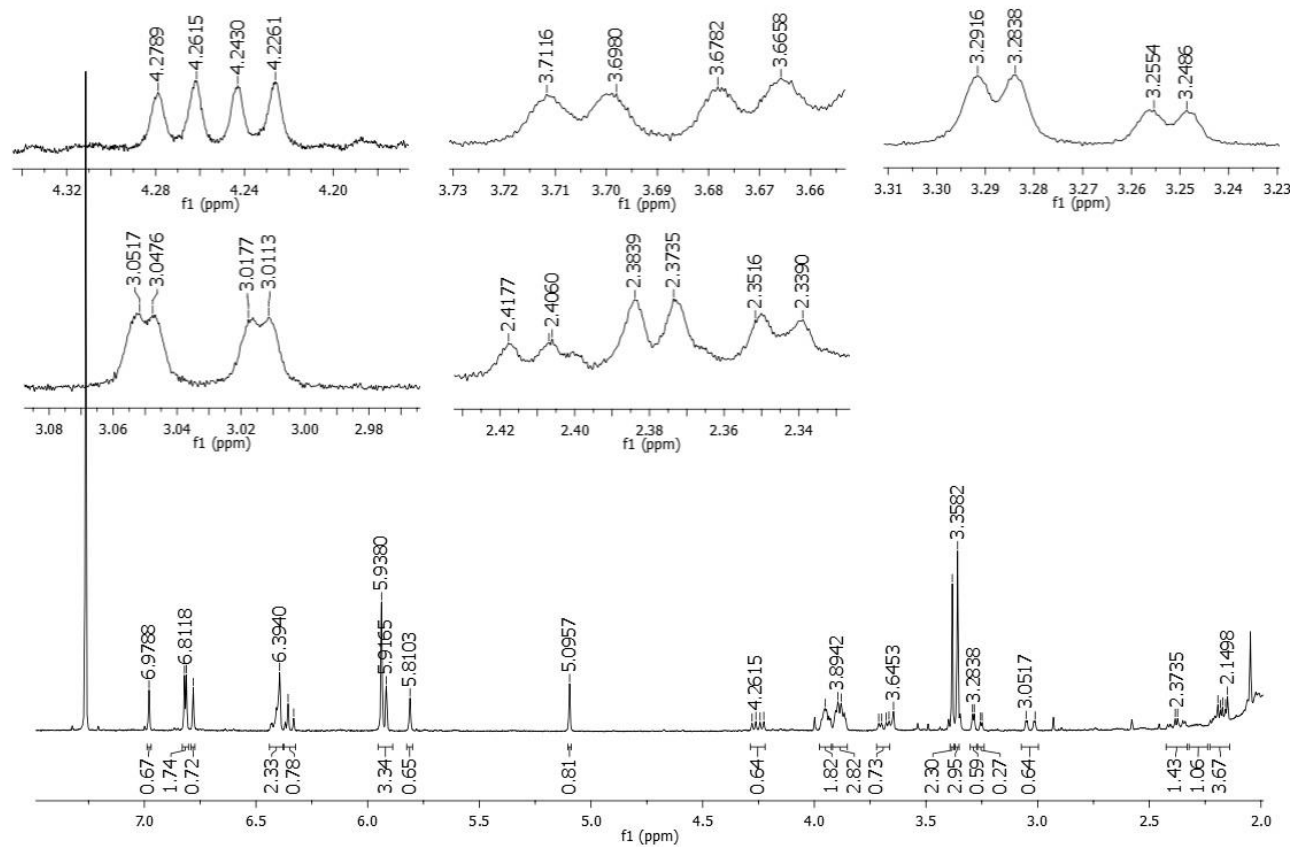 4.2789 4.2615 4.2430 4.2261
4.32 4.28 4.24 4.20
f1 (ppm)
3.7116 3.6980 3.6782 3.6658
3.73 3.72 3.71 3.70 3.69 3.68 3.67 3.66
f1 (ppm)
3.2916 3.2838 3.2554 3.2486
3.31 3.30 3.29 3.28 3.27 3.26 3.25 3.24 3.23
f1 (ppm)
3.0517 3.0476 3.0177 3.0113
3.08 3.06 3.04 3.02 3.00 2.98
f1 (ppm)
2.4177 2.4060 2.3839 2.3735 2.3516 2.3390
2.42 2.40 2.38 2.36 2.34
f1 (ppm)
6.9788 6.8118 6.3940 5.9380 5.9165 5.8103 5.0957 4.2615 3.8942 3.6453 3.3582 3.2838 3.0517 2.3735 2.1498
0.67 1.74 0.72 2.33 0.78 3.34 0.65 0.81 0.64 1.82 2.82 0.73 2.30 2.95 0.59 0.27 0.64 1.43 1.06 3.67
7.0 6.5 6.0 5.5 5.0 4.5 4.0 3.5 3.0 2.5 2.0
f1 (ppm)